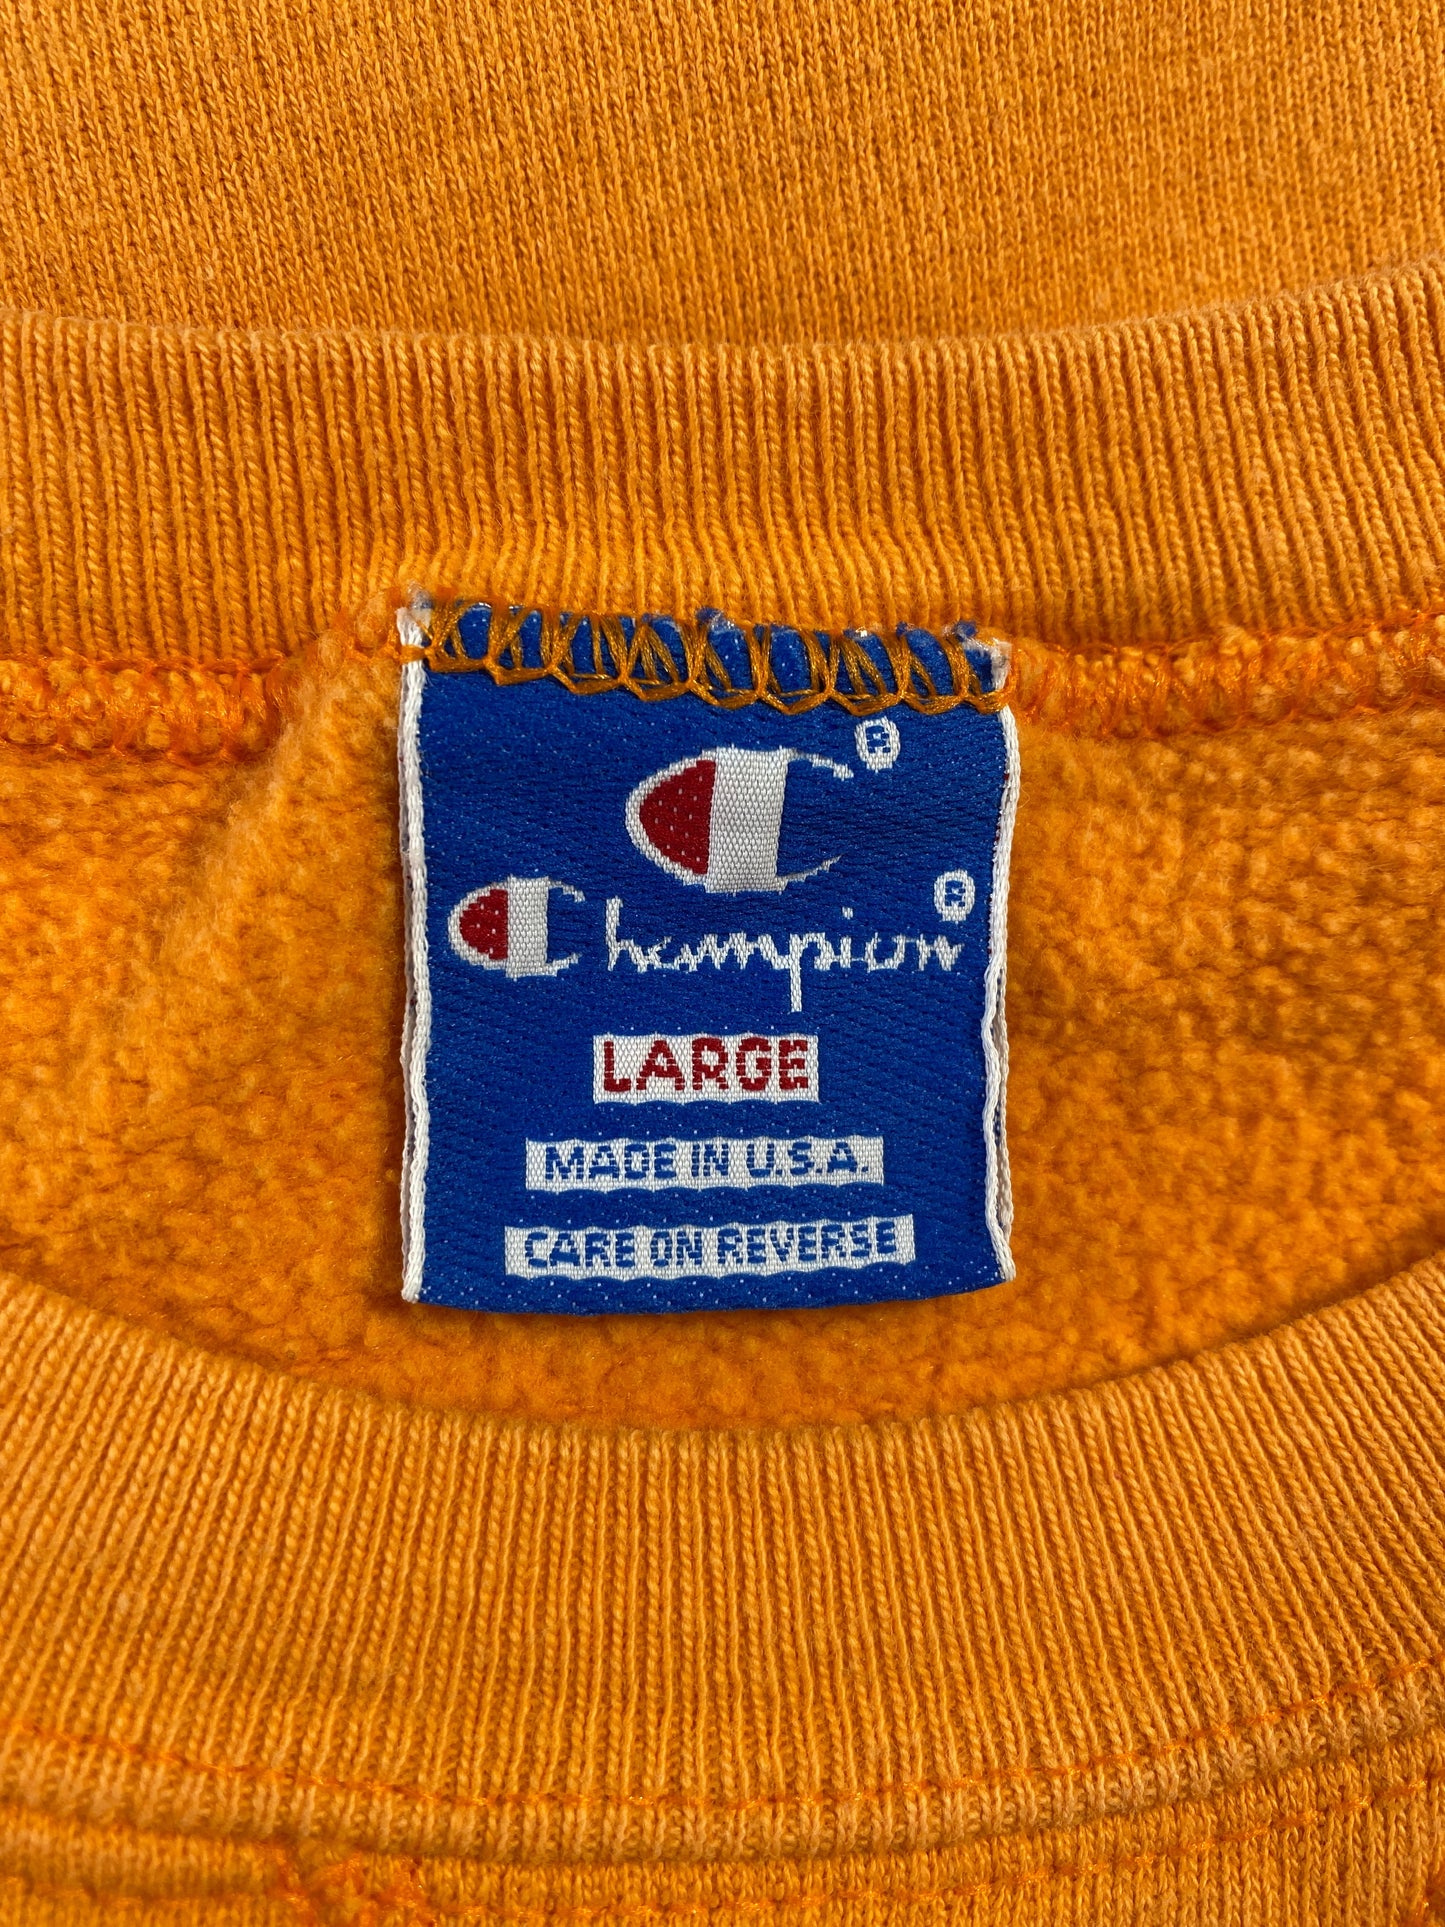 C®
Champion®
LARGE
MADE IN U.S.A.
CARE ON REVERSE